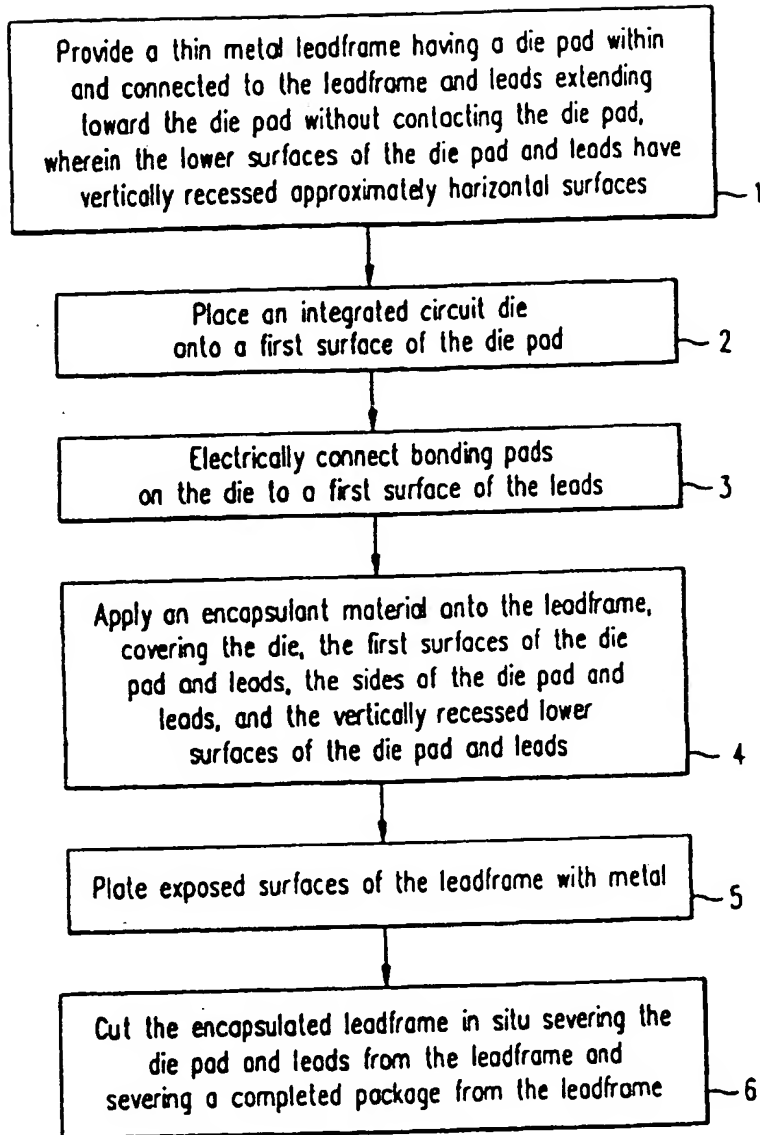 Provide a thin metal leadframe having a die pad within
and connected to the leadframe and leads extending
toward the die pad without contacting the die pad,
wherein the lower surfaces of the die pad and leads have
vertically recessed approximately horizontal surfaces
1
Place an integrated circuit die
onto a first surface of the die pad
2
Electrically connect bonding pads
on the die to a first surface of the leads
3
Apply an encapsulant material onto the leadframe,
covering the die, the first surfaces of the die
pad and leads, the sides of the die pad and
leads, and the vertically recessed lower
surfaces of the die pad and leads
4
Plate exposed surfaces of the leadframe with metal
5
Cut the encapsulated leadframe in situ severing the
die pad and leads from the leadframe and
severing a completed package from the leadframe
6